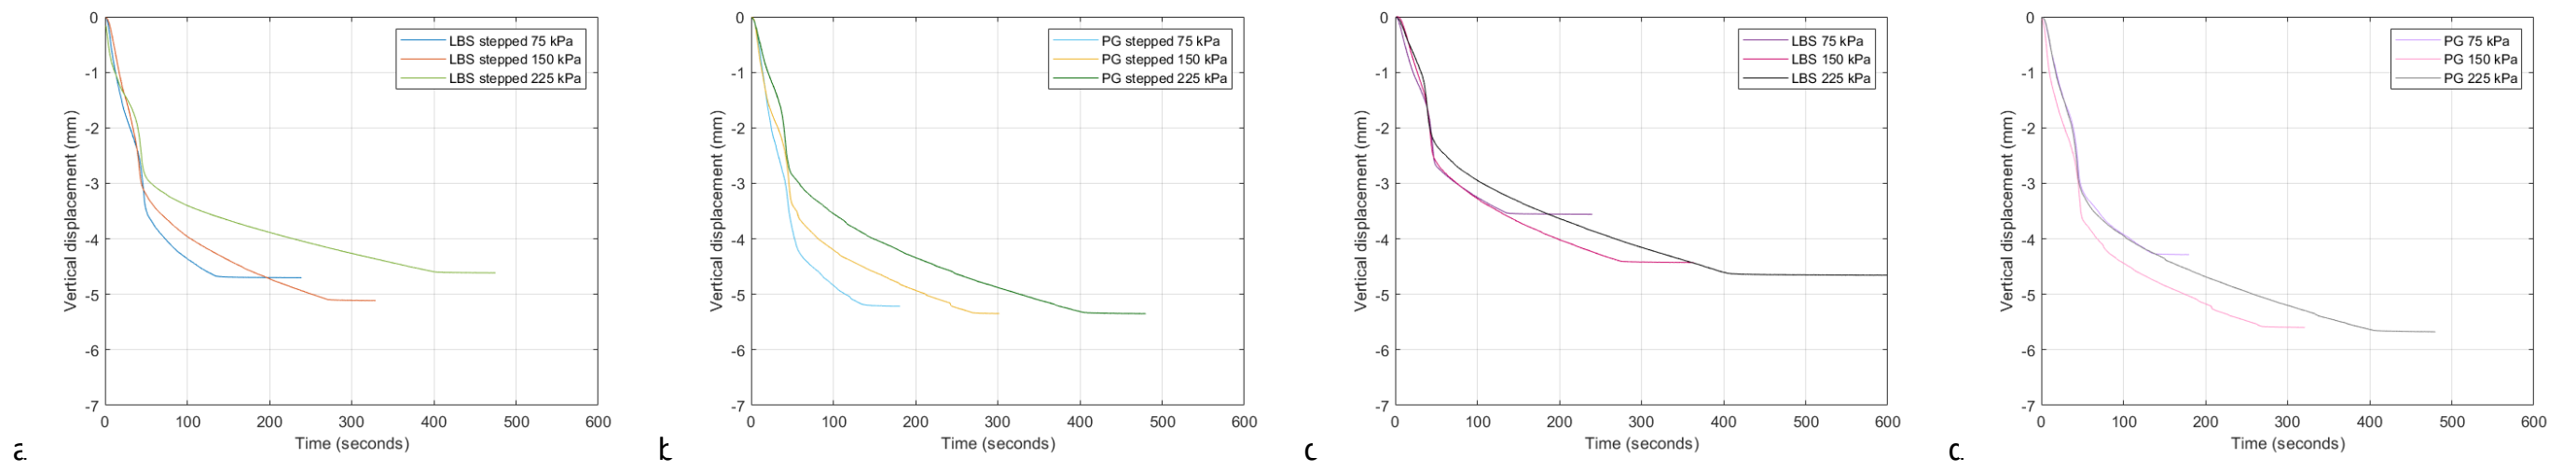 0
-1
-2
-3
-4
-5
-6
-7
Vertical displacement (mm)
LBS stepped 75 kPa
LBS stepped 150 kPa
LBS stepped 225 kPa
0 100 200 300 400 500 600
Time (seconds)
a.
0
-1
-2
-3
-4
-5
-6
-7
Vertical displacement (mm)
PG stepped 75 kPa
PG stepped 150 kPa
PG stepped 225 kPa
0 100 200 300 400 500 600
Time (seconds)
0
-1
-2
-3
-4
-5
-6
-7
Vertical displacement (mm)
LBS 75 kPa
LBS 150 kPa
LBS 225 kPa
0 100 200 300 400 500 600
Time (seconds)
c
0
-1
-2
-3
-4
-5
-6
-7
Vertical displacement (mm)
PG 75 kPa
PG 150 kPa
PG 225 kPa
0 100 200 300 400 500 600
Time (seconds)